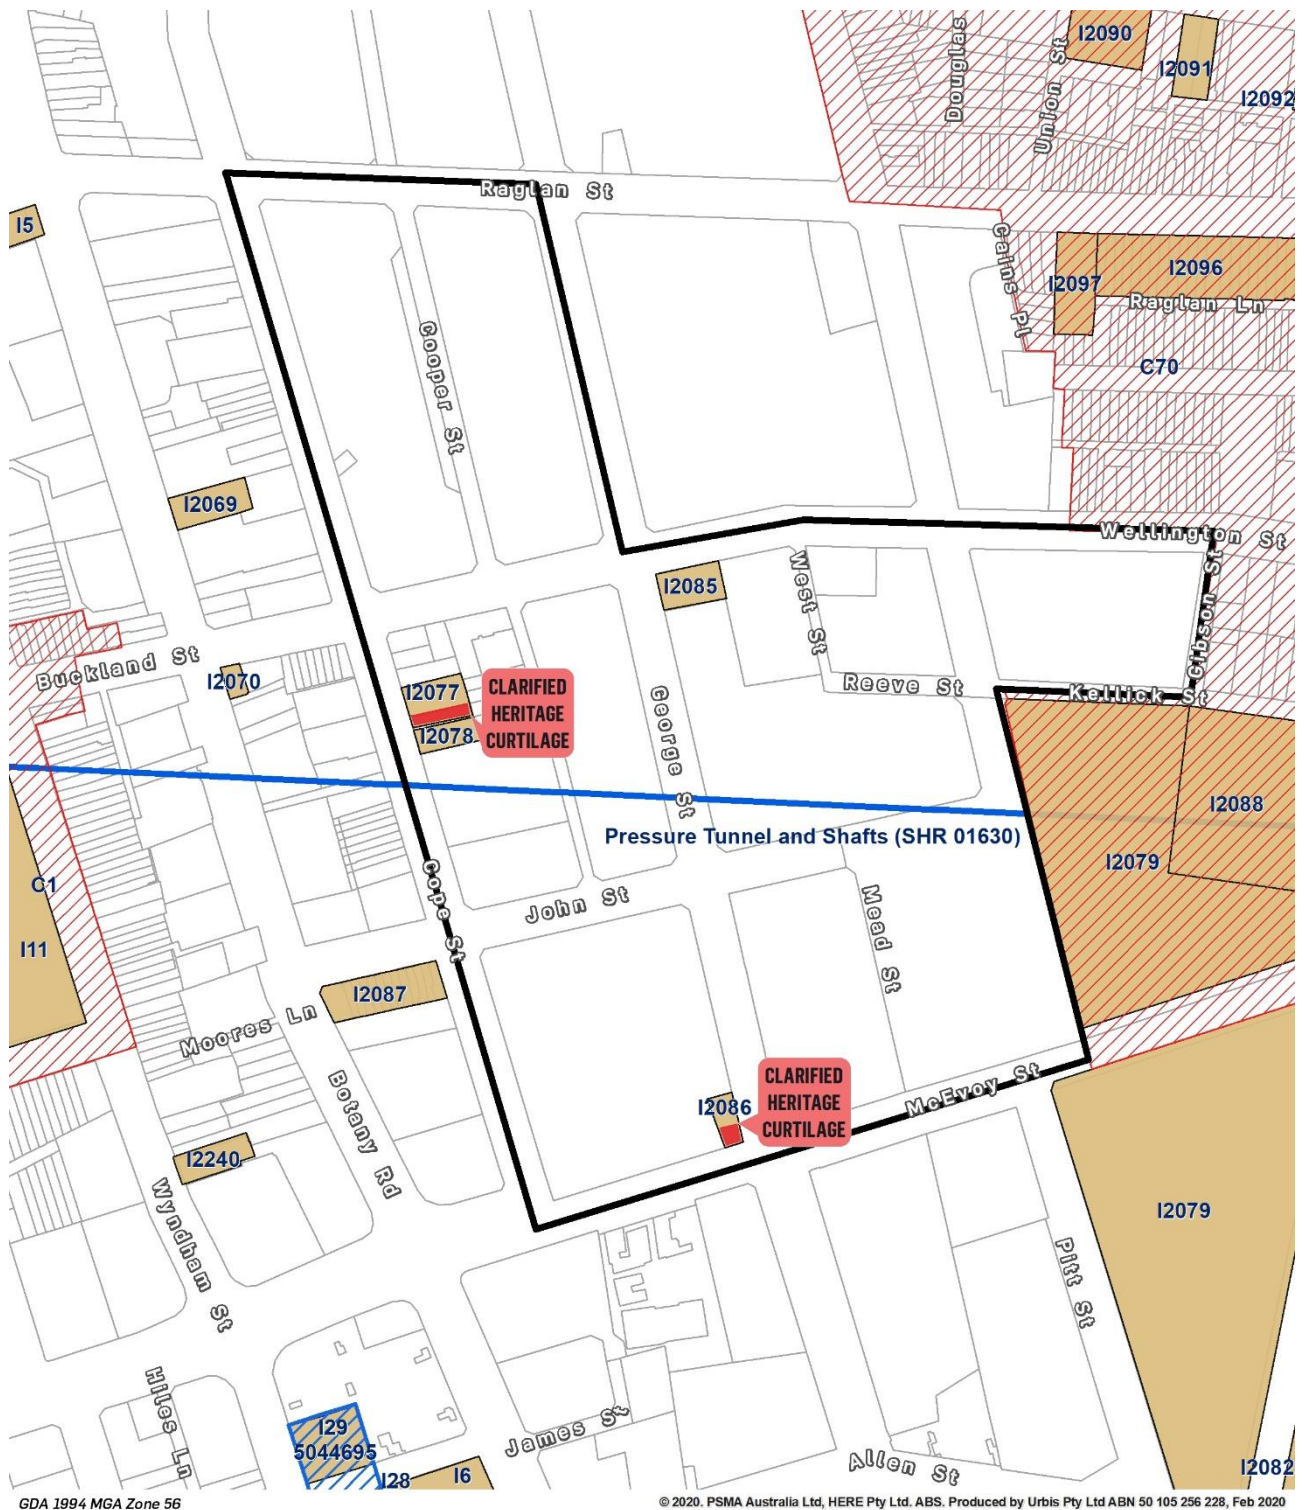 I2090
Douglas
Union St
I2091
I2092
Raglan St
I5
Cains Pl
I2097
I2096
Raglan Ln
Cooper St
C70
I2069
Wellington St
West St
I2085
Gibson St
Buckland St
I2070
I2077
CLARIFIED
HERITAGE
CURTILAGE
George St
Reeve St
Kellick St
I2078
I2088
Pressure Tunnel and Shafts (SHR 01630)
I2079
C1
Cope St
John St
Mead St
I11
I2087
Moores Ln
Botany Rd
CLARIFIED
HERITAGE
CURTILAGE
I2086
McEvoy St
I2240
Wyndham St
I2079
Pitt St
Hiles Ln
I29
5044695
I28
I6
James St
Allen St
I2082
GDA 1994 MGA Zone 56
© 2020. PSMA Australia Ltd, HERE Pty Ltd. ABS. Produced by Urbis Pty Ltd ABN 50 105 256 228, Feb 2020